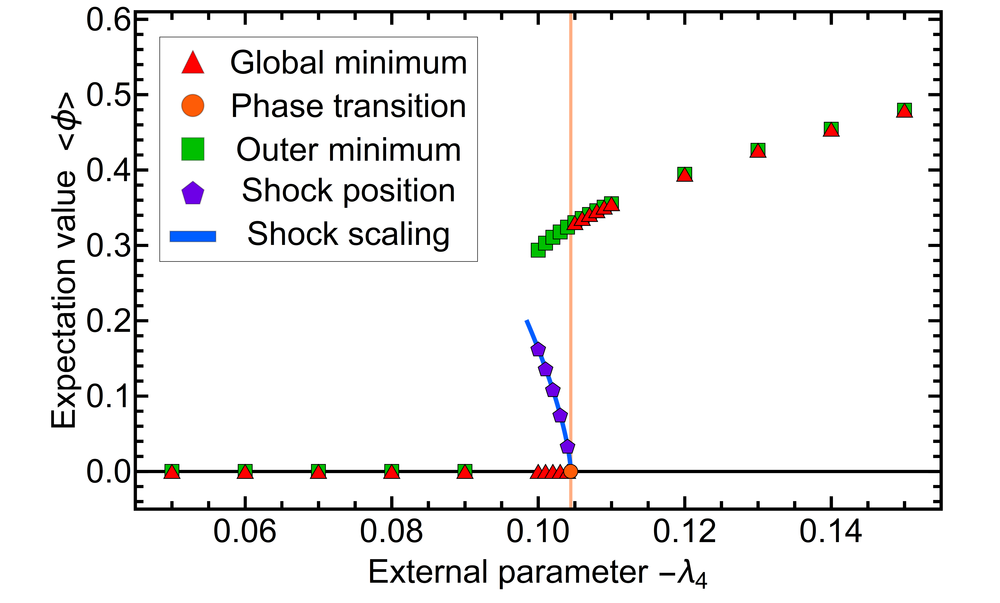 0.6
0.5
0.4
0.3
0.2
0.1
0.0
Expectation value <ϕ>
Global minimum
Phase transition
Outer minimum
Shock position
Shock scaling
0.06 0.08 0.10 0.12 0.14
External parameter −λ₄